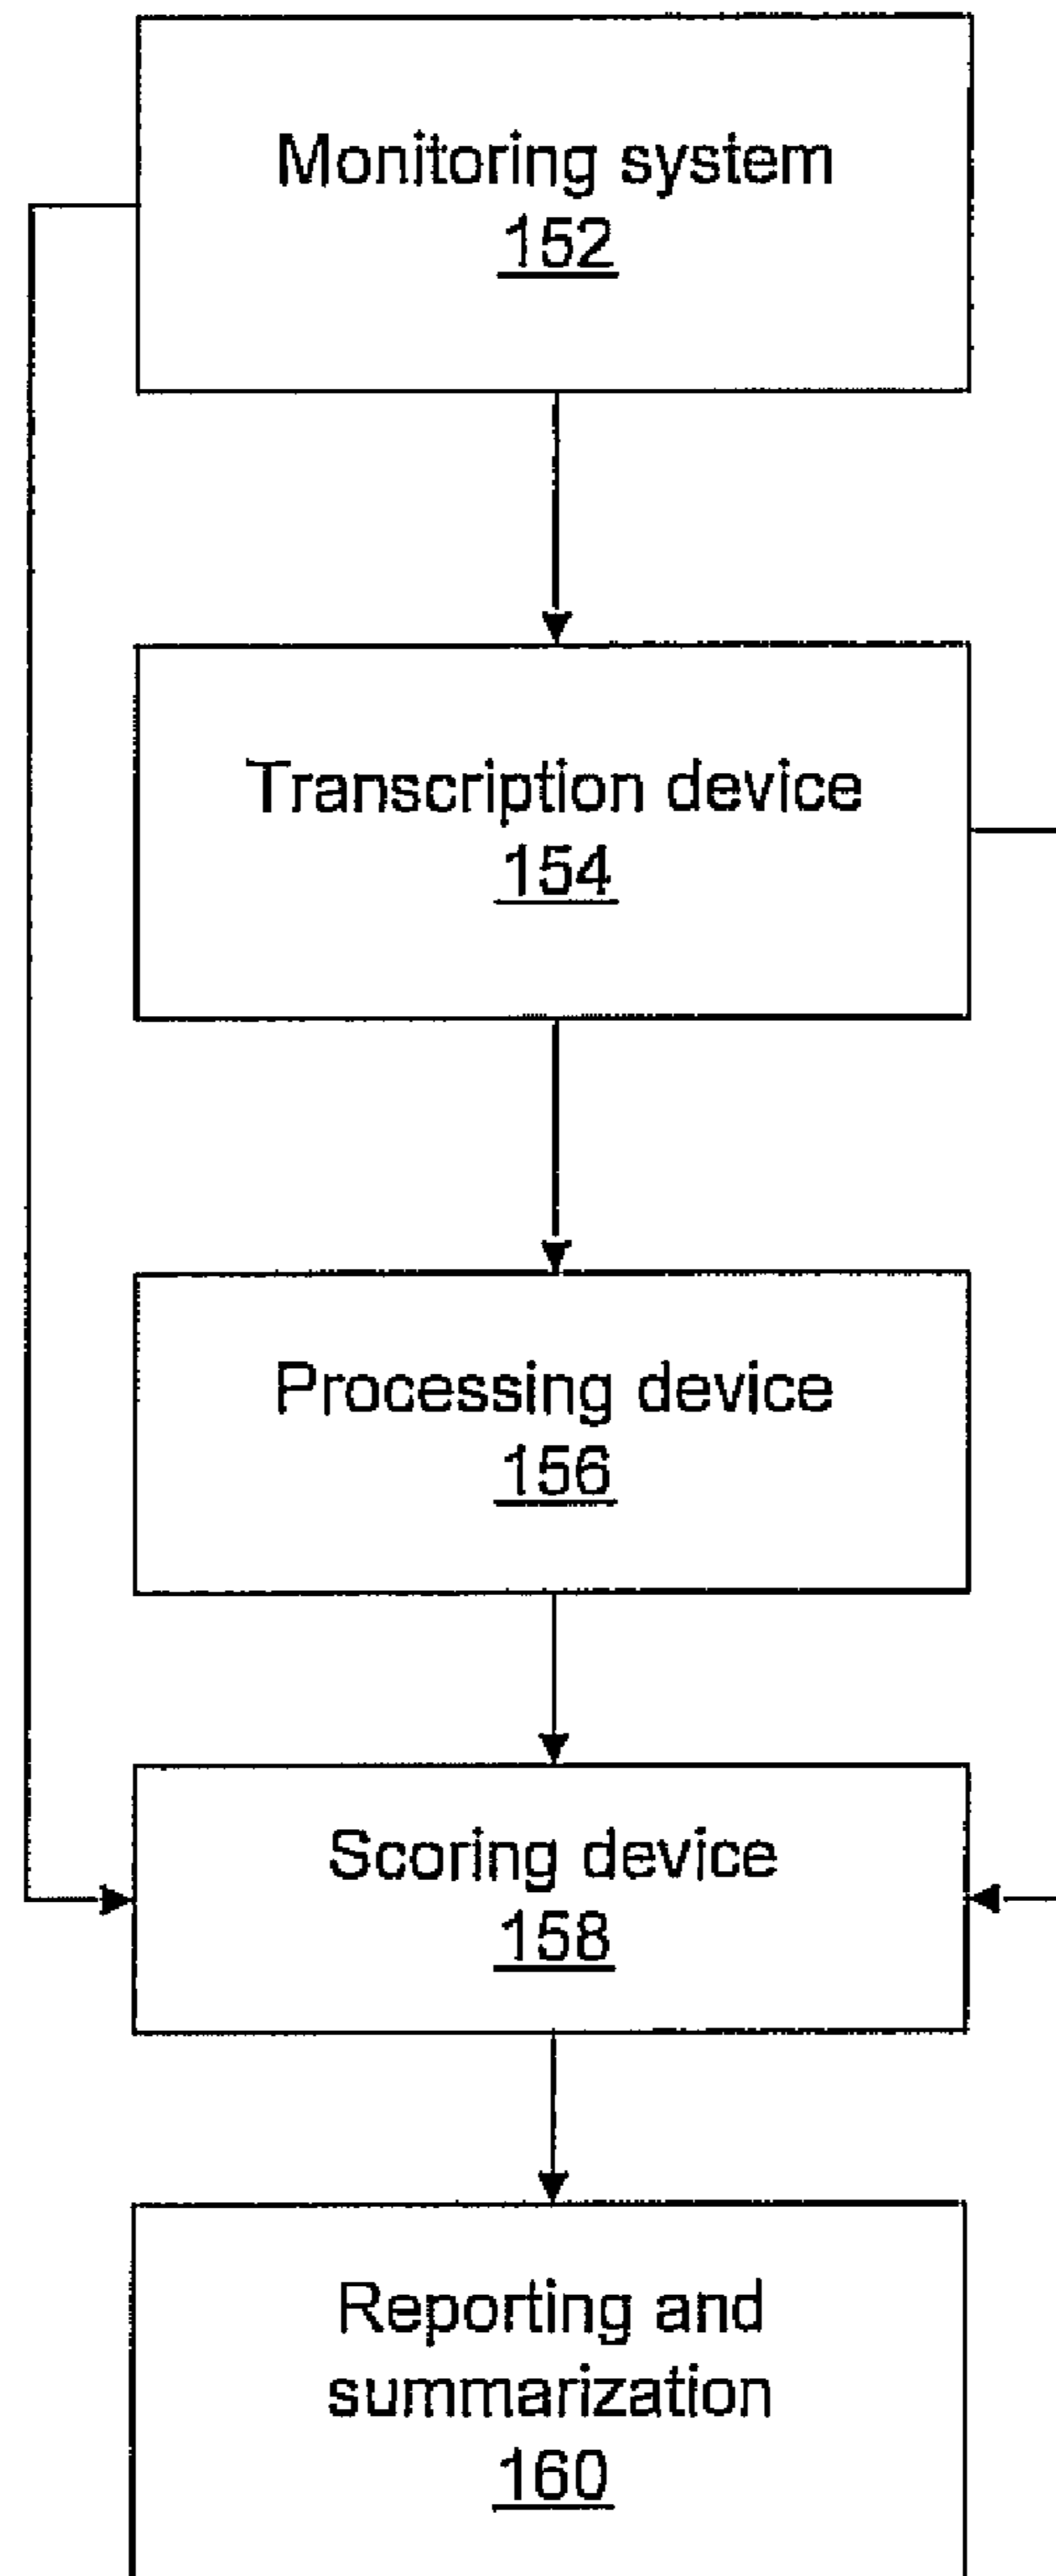 Monitoring system
152
Transcription device
154
Processing device
156
Scoring device
158
Reporting and
summarization
160